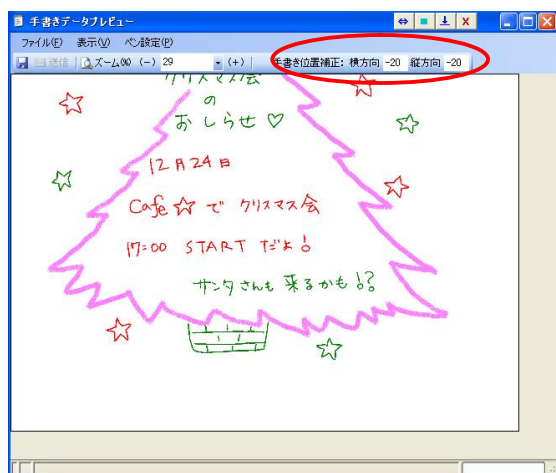 手書きデータプレビュー
ファイル(F) 表示(V) ペン設定(P)
送信 ズーム(%) (-) 29 (+) 手書き位置補正: 横方向 -20 縦方向 -20
クリスマス会
の
おしらせ♡
12月24日
Cafe☆で クリスマス会
17:00 START だよ!
サンタさんも 来るかも!?